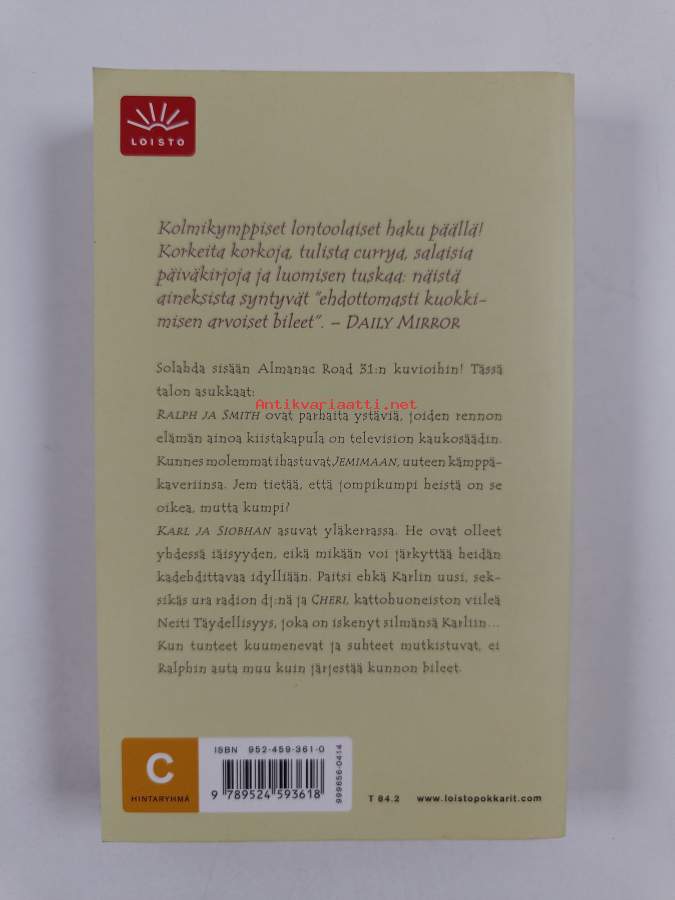 LOISTO
Kolmikymppiset lontoolaiset haku päällä!
Korkeita korkoja, tulista currya, salaisia
päiväkirjoja ja luomisen tuskaa: näistä
aineksista syntyvät "ehdottomasti kuokki-
misen arvoiset bileet". – DAILY MIRROR
Solahda sisään Almanac Road 31:n kuvioihin! Tässä
talon asukkaat:
Antikvariaatti.net
RALPH JA SMITH ovat parhaita ystäviä, joiden rennon
elämän ainoa kiistakapula on television kaukosäädin.
Kunnes molemmat ihastuvat JEMIMAAN, uuteen kämppä-
kaveriinsa. Jem tietää, että jompikumpi heistä on se
oikea, mutta kumpi?
KARL JA SIOBHAN asuvat yläkerrassa. He ovat olleet
yhdessä iäisyyden, eikä mikään voi järkyttää heidän
kadehdittavaa idylliään. Paitsi ehkä Karlin uusi, sek-
sikäs ura radion dj:nä ja CHERI, kattohuoneiston viileä
Neiti Täydellisyys, joka on iskenyt silmänsä Karliin...
Kun tunteet kuumenevat ja suhteet mutkistuvat, ei
Ralphin auta muu kuin järjestää kunnon bileet.
C
HINTARYHMÄ
ISBN 952-459-361-0
9 789524 593618
999656-0414
T 84.2 www.loistopokkarit.com